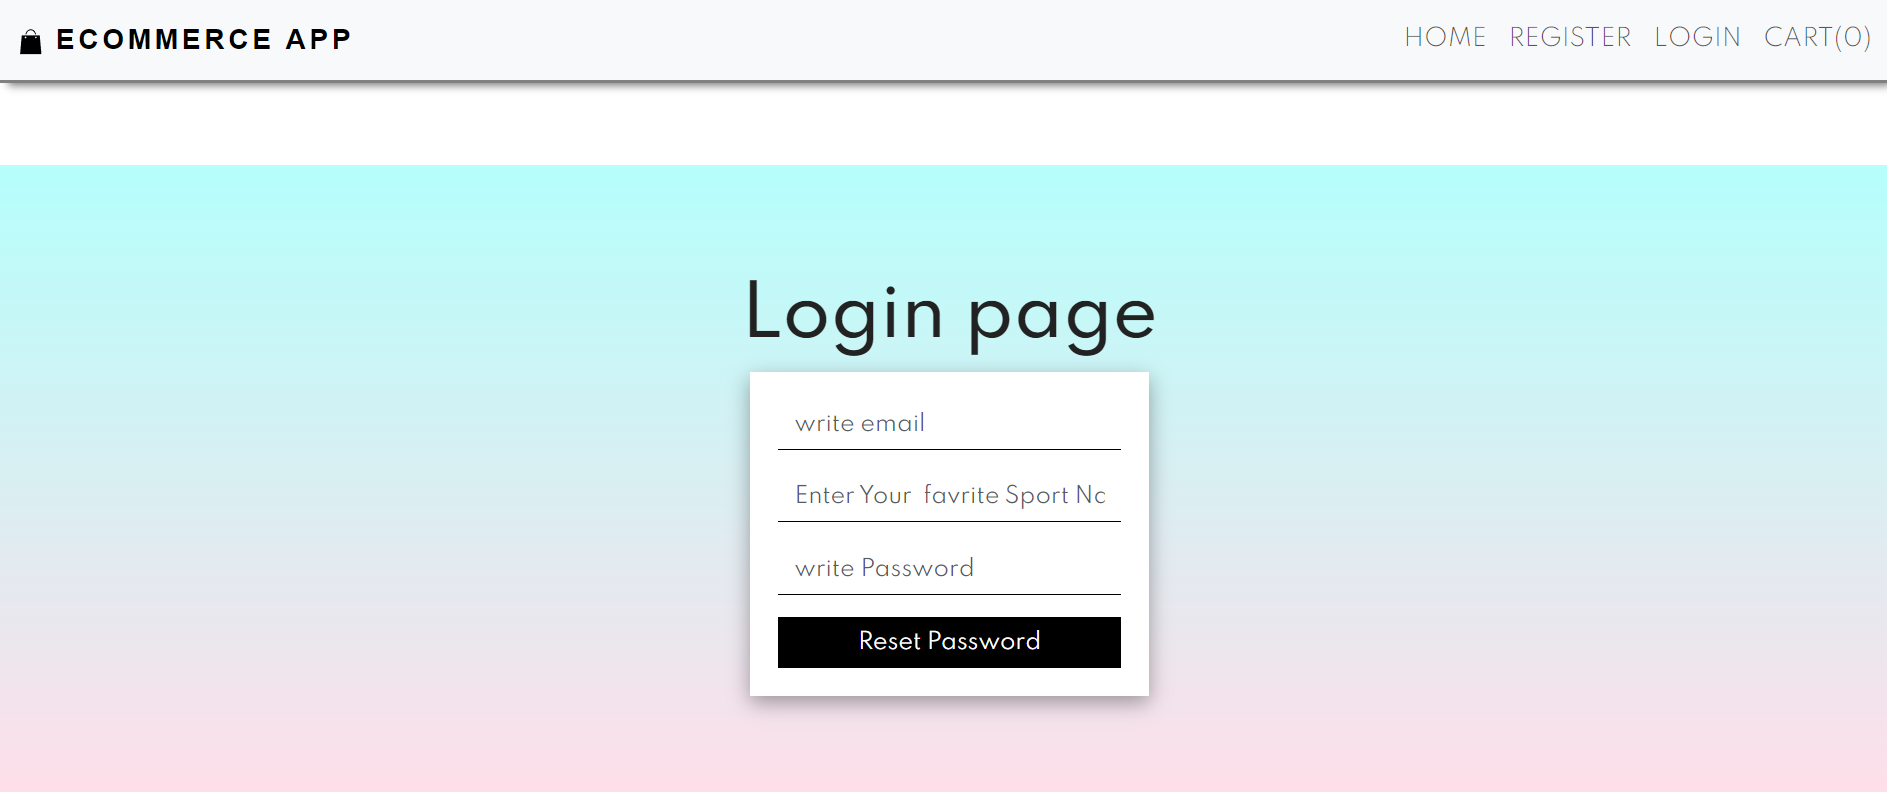 ECOMMERCE APP
HOME REGISTER LOGIN CART(0)
Login page
write email
Enter Your favrite Sport
write Password
Reset Password